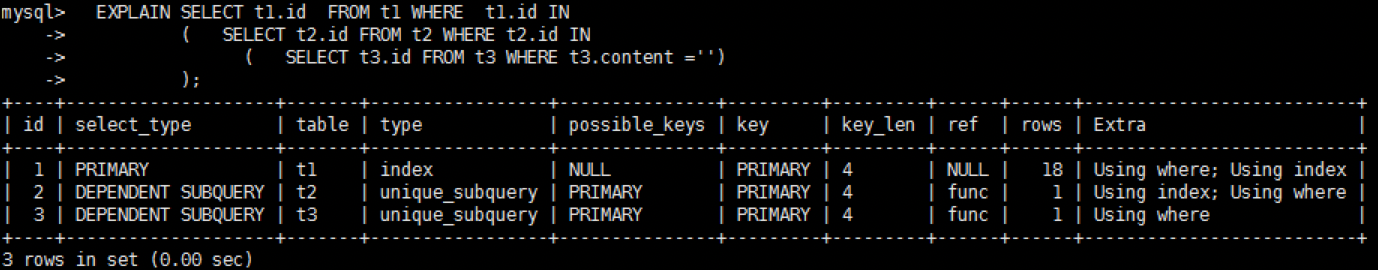 mysql>   EXPLAIN SELECT t1.id  FROM t1 WHERE  t1.id IN
    ->           (   SELECT t2.id FROM t2 WHERE t2.id IN
    ->                 (   SELECT t3.id FROM t3 WHERE t3.content ='')
    ->           );
+----+--------------------+-------+-----------------+---------------+---------+---------+------+------+--------------------------+
| id | select_type        | table | type            | possible_keys | key     | key_len | ref  | rows | Extra                    |
+----+--------------------+-------+-----------------+---------------+---------+---------+------+------+--------------------------+
|  1 | PRIMARY            | t1    | index           | NULL          | PRIMARY | 4       | NULL |   18 | Using where; Using index |
|  2 | DEPENDENT SUBQUERY | t2    | unique_subquery | PRIMARY       | PRIMARY | 4       | func |    1 | Using index; Using where |
|  3 | DEPENDENT SUBQUERY | t3    | unique_subquery | PRIMARY       | PRIMARY | 4       | func |    1 | Using where              |
+----+--------------------+-------+-----------------+---------------+---------+---------+------+------+--------------------------+
3 rows in set (0.00 sec)